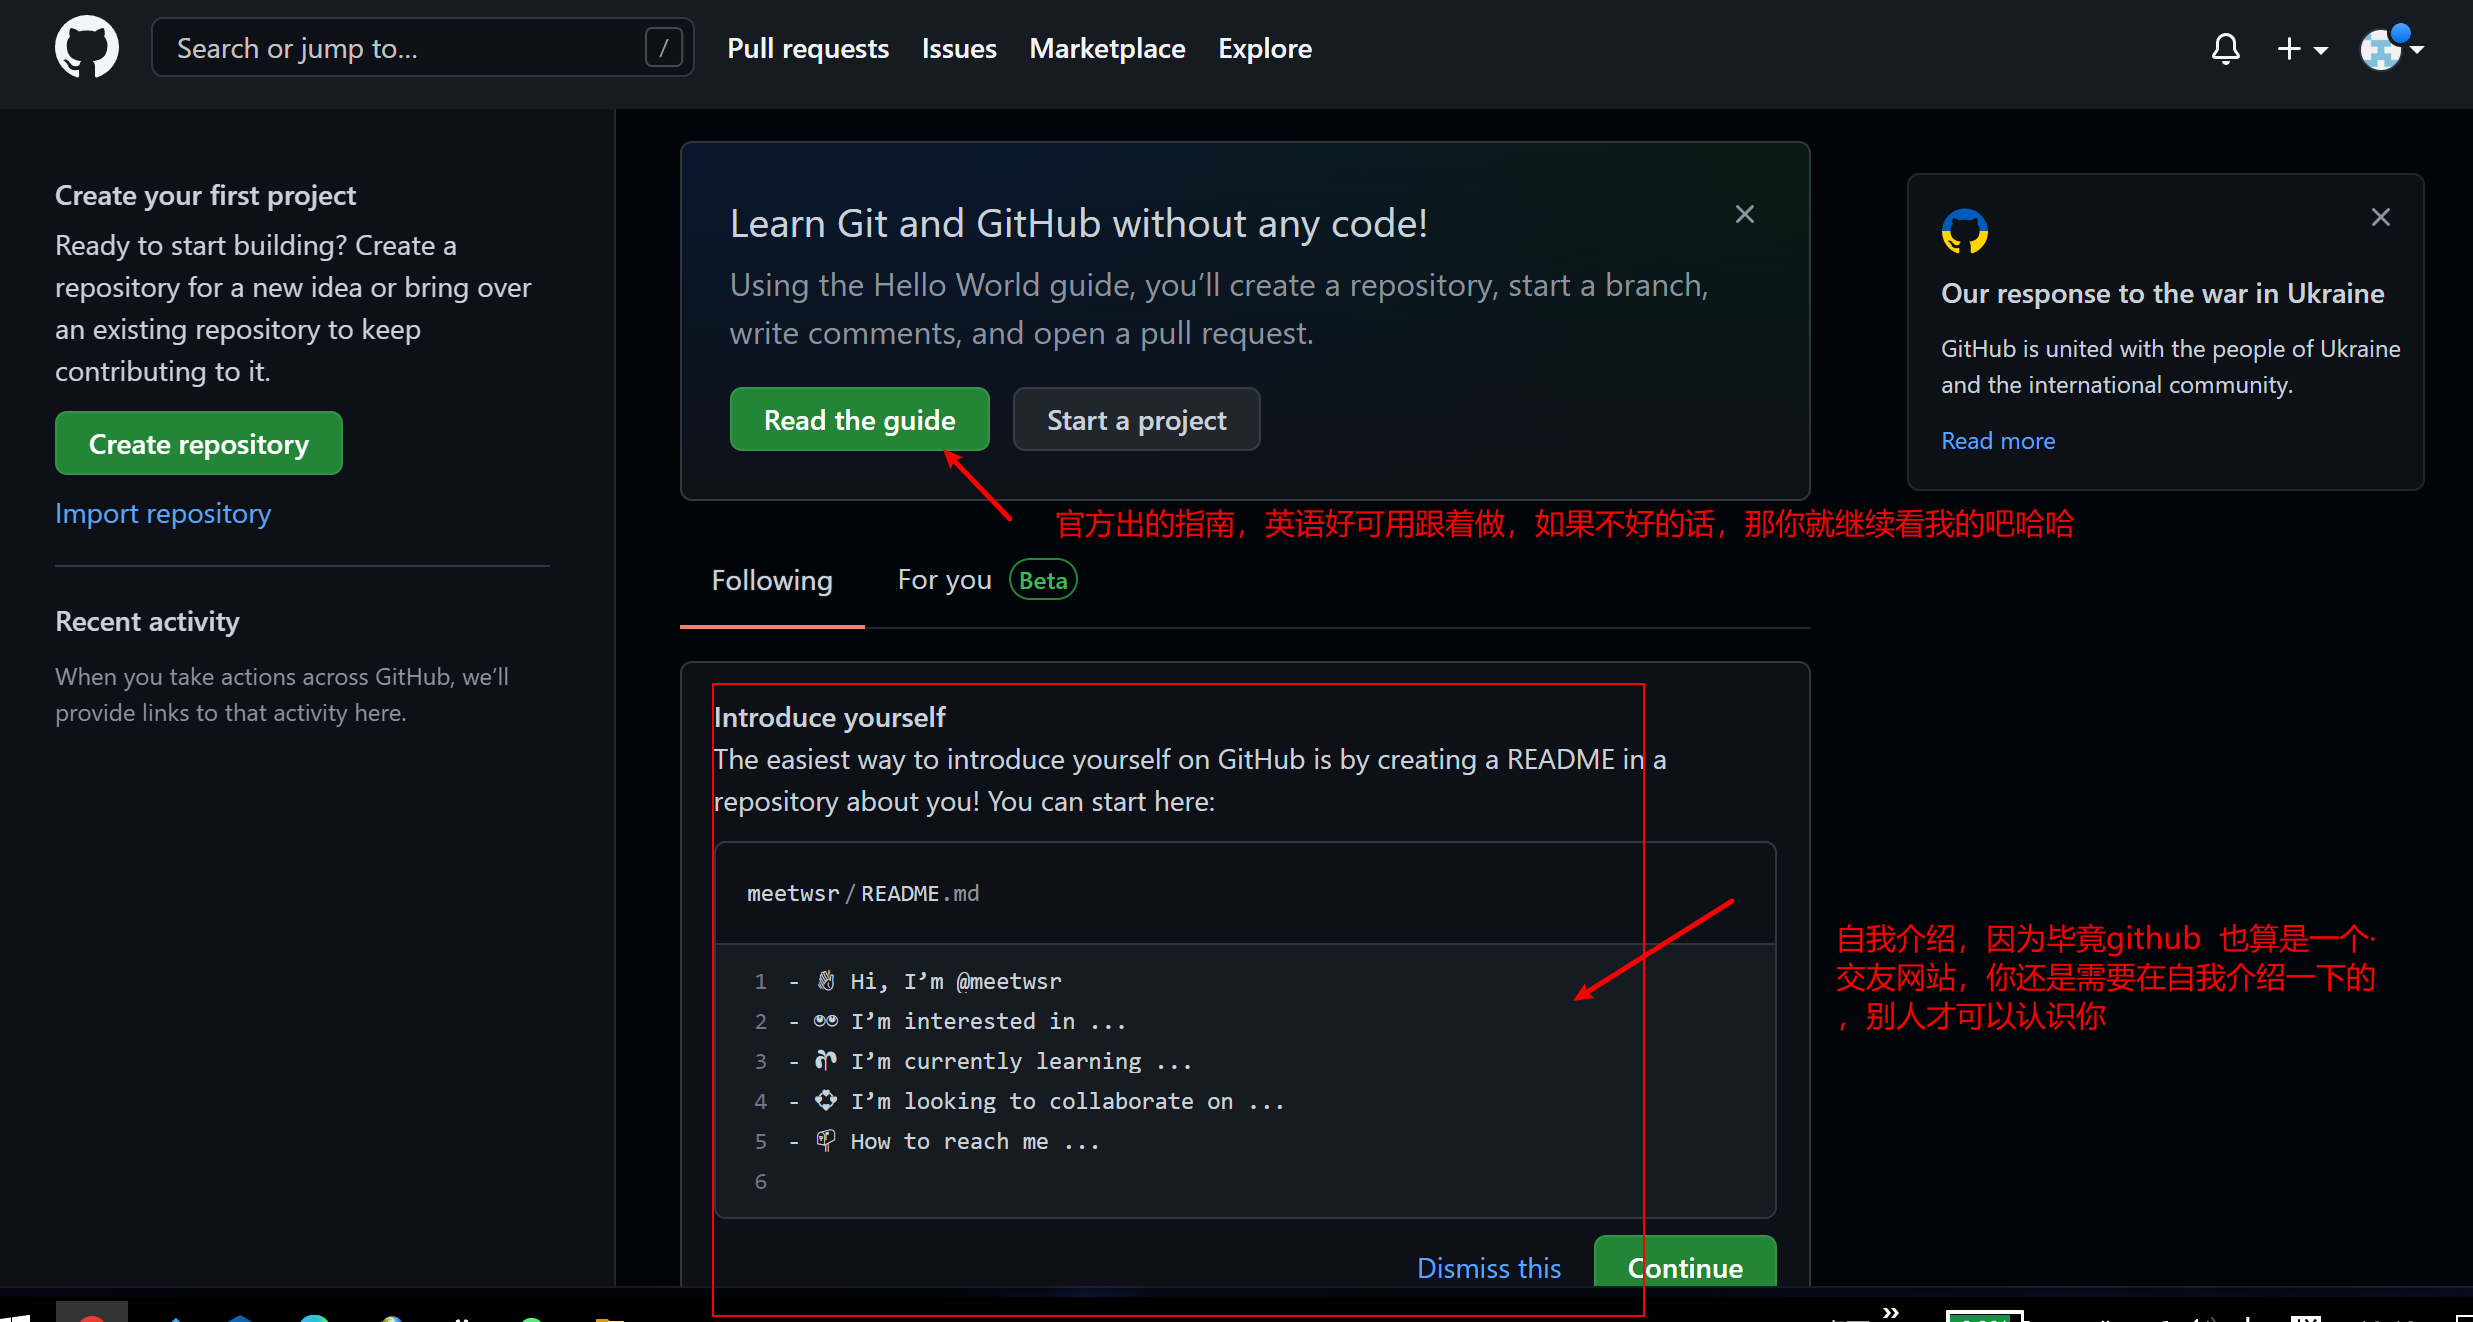 Search or jump to...
/
Pull requests
Issues
Marketplace
Explore
Create your first project
Ready to start building? Create a
repository for a new idea or bring over
an existing repository to keep
contributing to it.
Create repository
Import repository
Recent activity
When you take actions across GitHub, we’ll
provide links to that activity here.
Learn Git and GitHub without any code!
Using the Hello World guide, you’ll create a repository, start a branch,
write comments, and open a pull request.
Read the guide
Start a project
官方出的指南，英语好可用跟着做，如果不好的话，那你就继续看我的吧哈哈
Following
For you
Beta
Introduce yourself
The easiest way to introduce yourself on GitHub is by creating a README in a
repository about you! You can start here:
meetwsr / README.md
1 - 👋 Hi, I’m @meetwsr
2 - 👀 I’m interested in ...
3 - 🌱 I’m currently learning ...
4 - 💞️ I’m looking to collaborate on ...
5 - 📫 How to reach me ...
6
Dismiss this
Continue
Our response to the war in Ukraine
GitHub is united with the people of Ukraine
and the international community.
Read more
自我介绍，因为毕竟github 也算是一个·
交友网站，你还是需要在自我介绍一下的
，别人才可以认识你